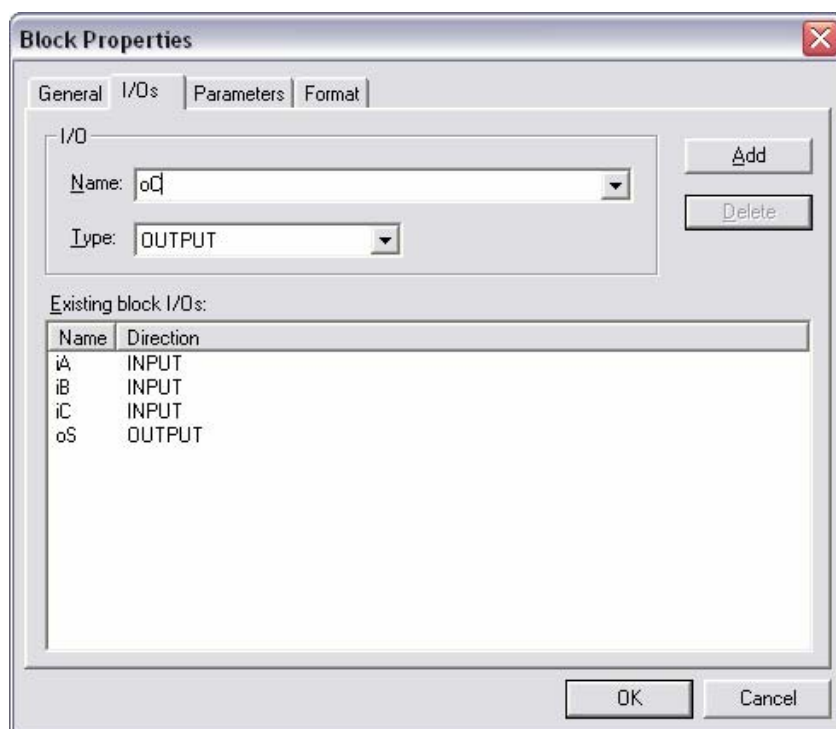 Block Properties
General I/Os Parameters Format
I/O
Name: oC
Type: OUTPUT
Add
Delete
Existing block I/Os:
Name Direction
iA INPUT
iB INPUT
iC INPUT
oS OUTPUT
OK Cancel